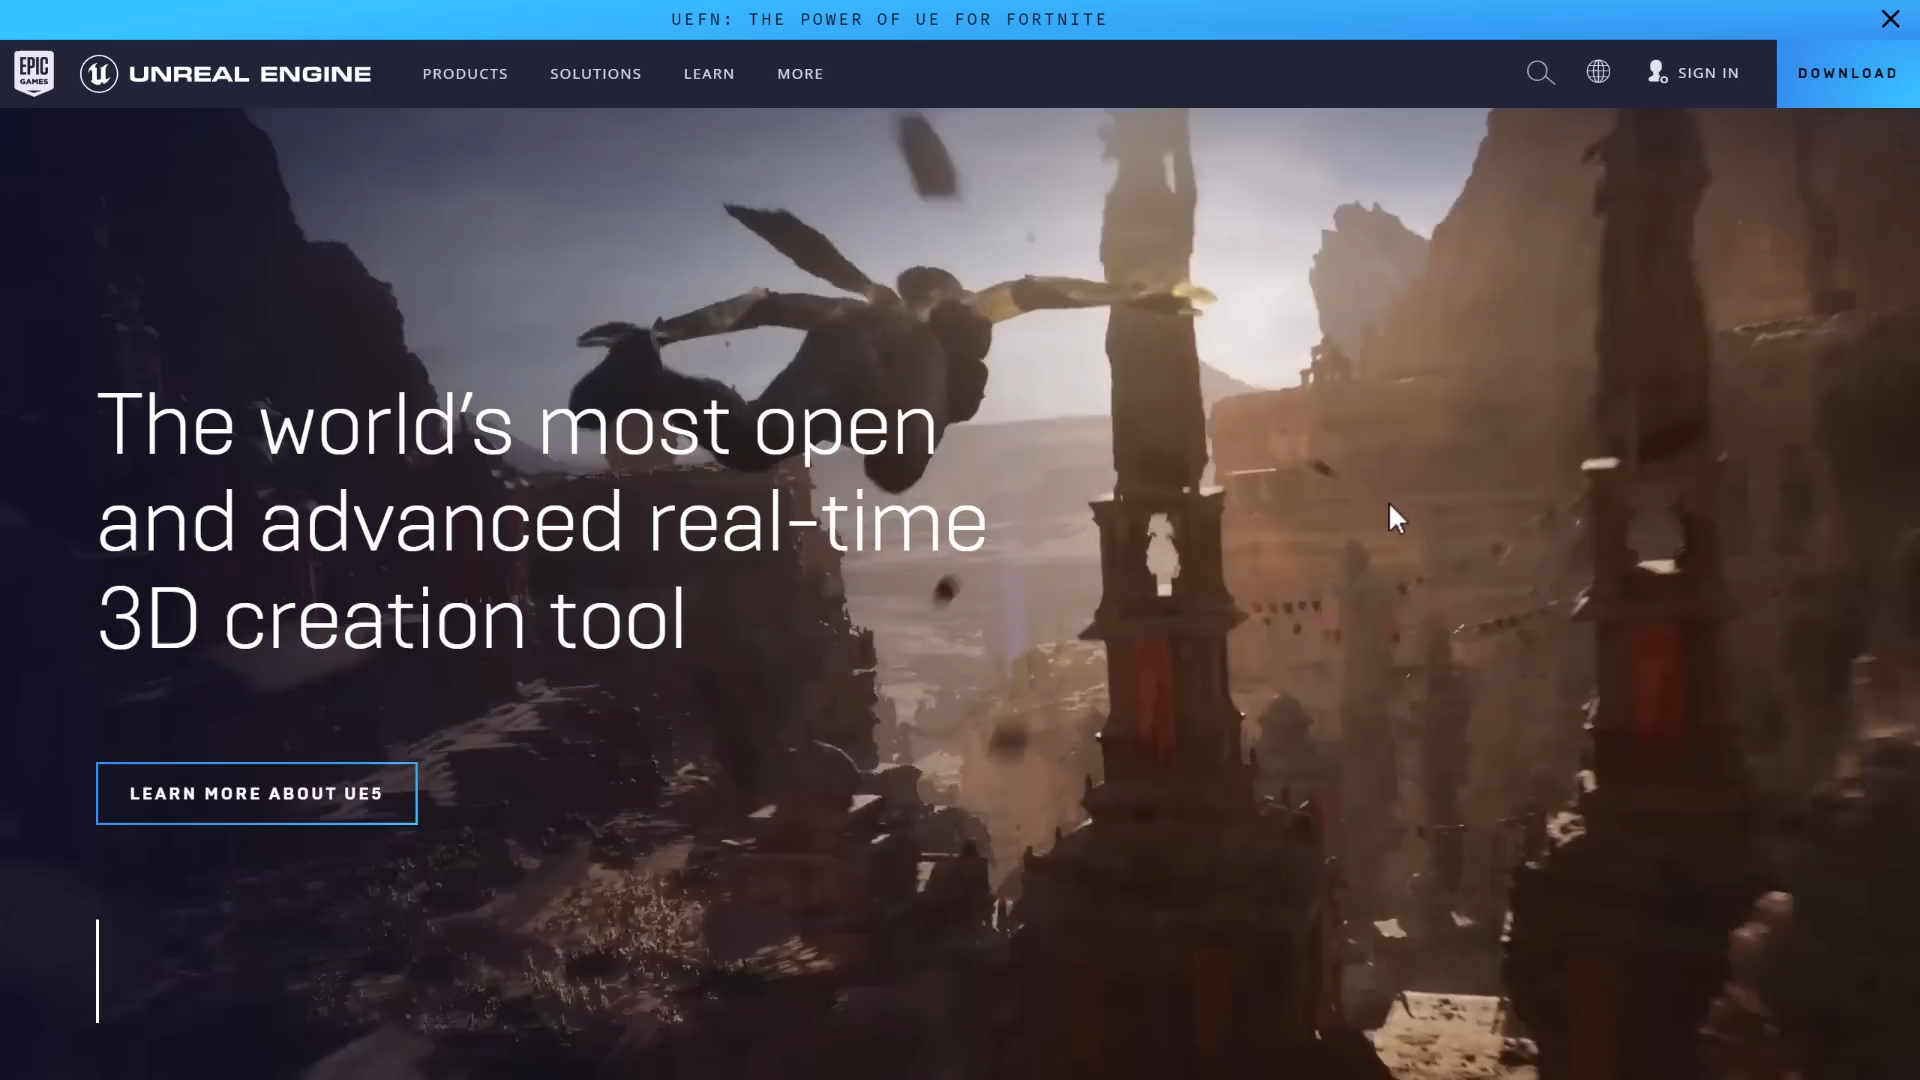 UEFN: THE POWER OF UE FOR FORTNITE
EPIC
GAMES
UNREAL ENGINE
PRODUCTS
SOLUTIONS
LEARN
MORE
SIGN IN
DOWNLOAD
The world’s most open
and advanced real-time
3D creation tool
LEARN MORE ABOUT UE5